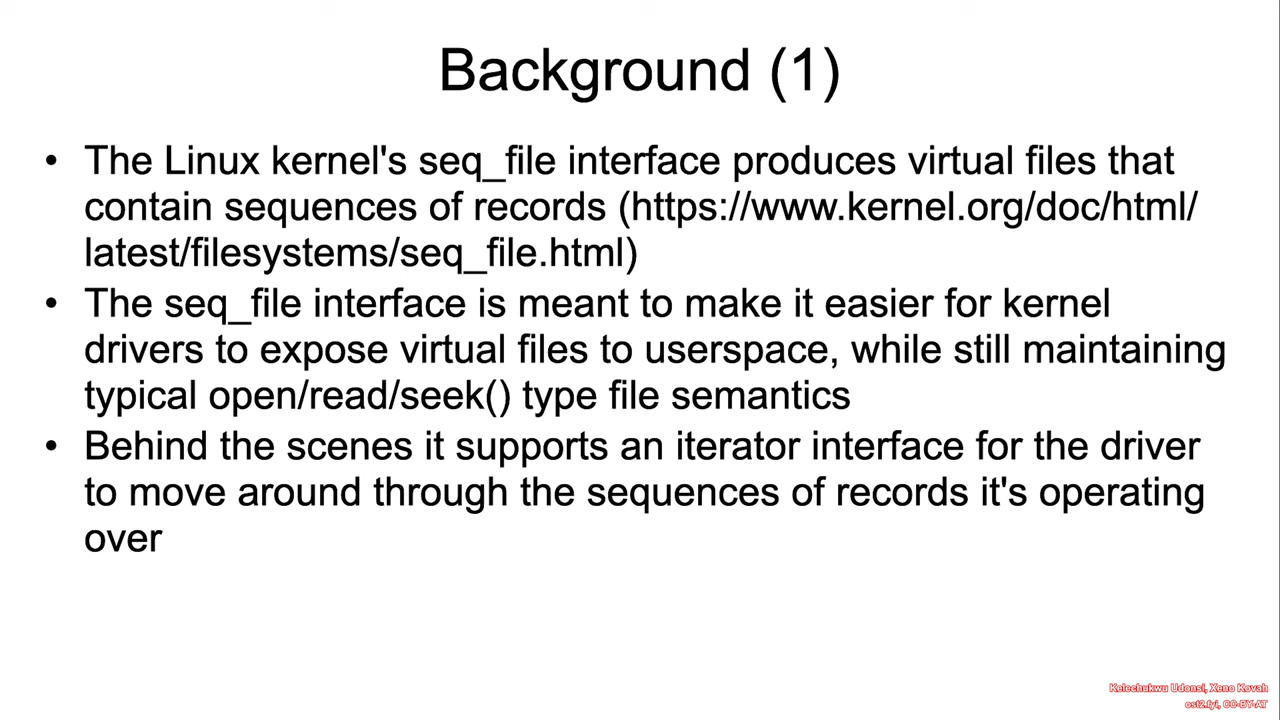 Background (1)
• The Linux kernel's seq_file interface produces virtual files that
contain sequences of records (https://www.kernel.org/doc/html/
latest/filesystems/seq_file.html)
• The seq_file interface is meant to make it easier for kernel
drivers to expose virtual files to userspace, while still maintaining
typical open/read/seek() type file semantics
• Behind the scenes it supports an iterator interface for the driver
to move around through the sequences of records it's operating
over
Kelechukwu Udonsi, Xeno Kovah
ost2.fyi, CC-BY-AT